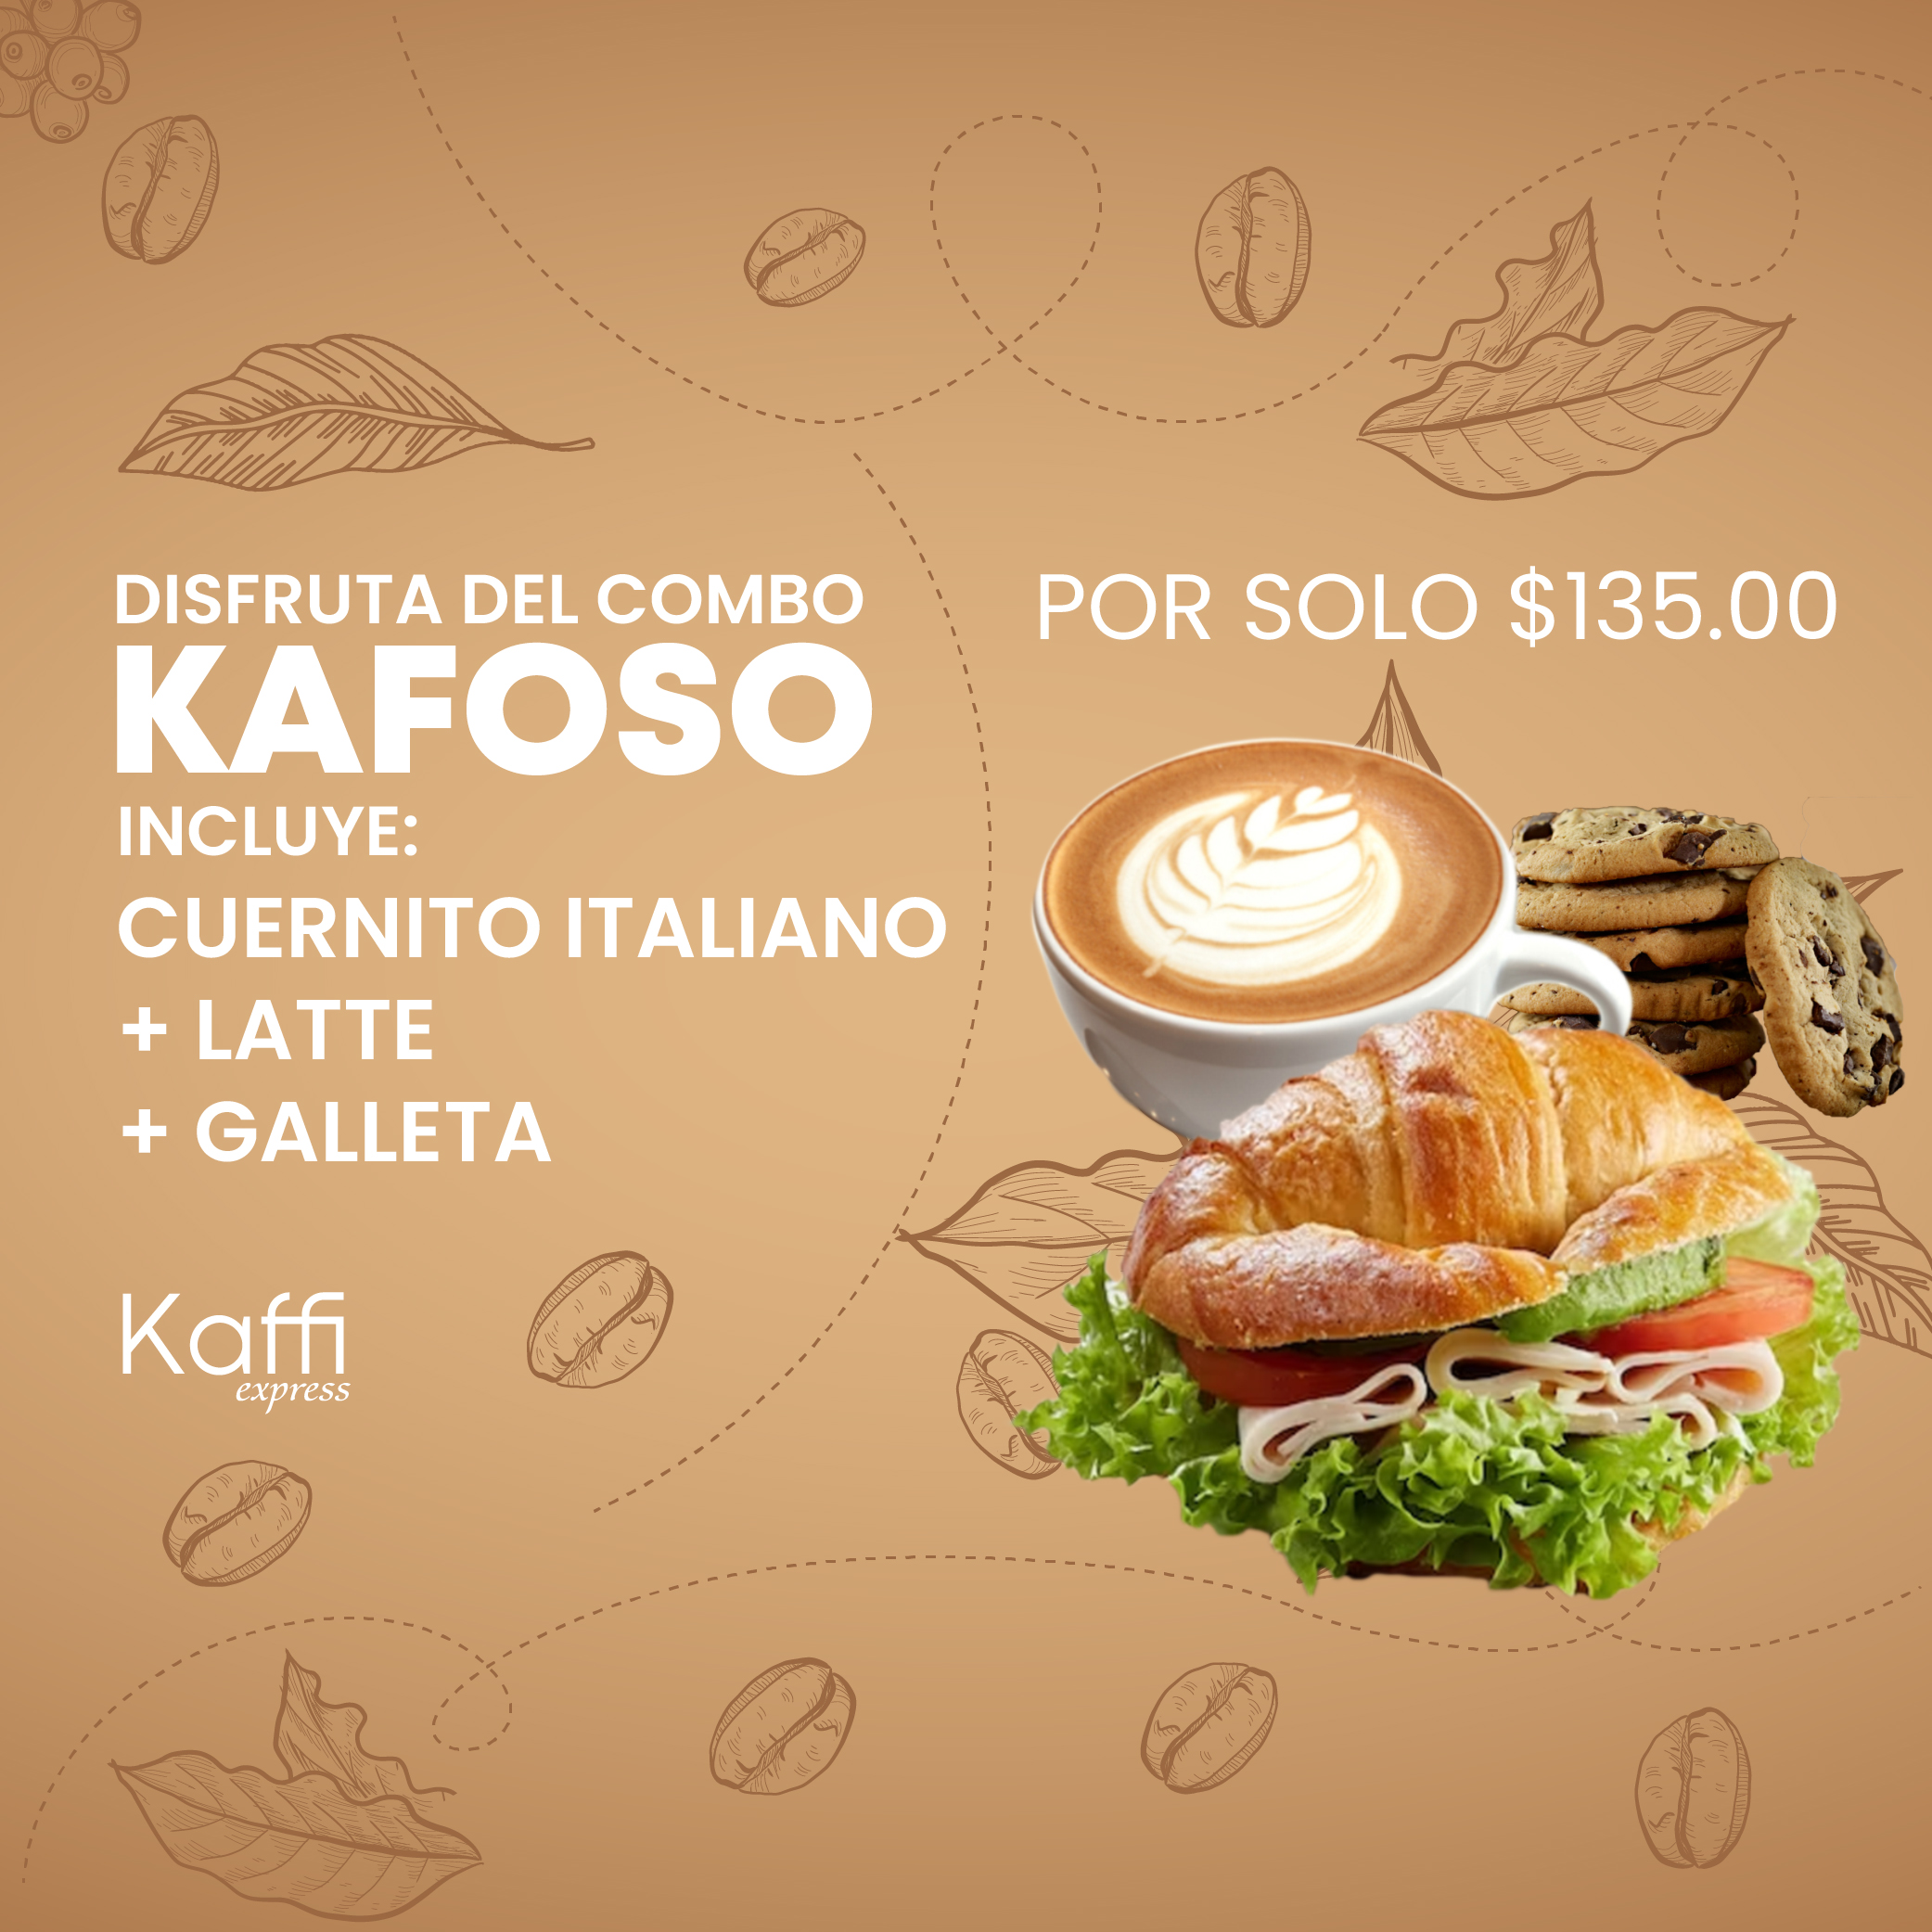 DISFRUTA DEL COMBO
KAFOSO
INCLUYE:
CUERNITO ITALIANO
+ LATTE
+ GALLETA
POR SOLO $135.00
Kaffi
express